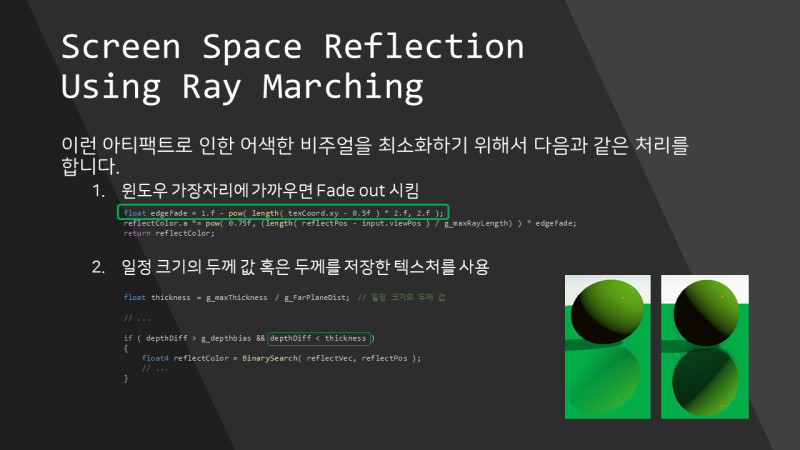 Screen Space Reflection
Using Ray Marching
이런 아티팩트로 인한 어색한 비주얼을 최소화하기 위해서 다음과 같은 처리를
합니다.
1. 윈도우 가장자리에 가까우면 Fade out 시킴
float edgeFade = 1.f - pow( length( texCoord.xy - 0.5f ) * 2.f, 2.f );
reflectColor.a *= pow( 0.75f, (length( reflectPos - input.viewPos ) / g_maxRayLength) ) * edgeFade;
return reflectColor;
2. 일정 크기의 두께 값 혹은 두께를 저장한 텍스처를 사용
float thickness = g_maxThickness / g_FarPlaneDist; // 일정 크기의 두께 값
// ...
if ( depthDiff > g_depthbias && depthDiff < thickness )
{
float4 reflectColor = BinarySearch( reflectVec, reflectPos );
// ...
}